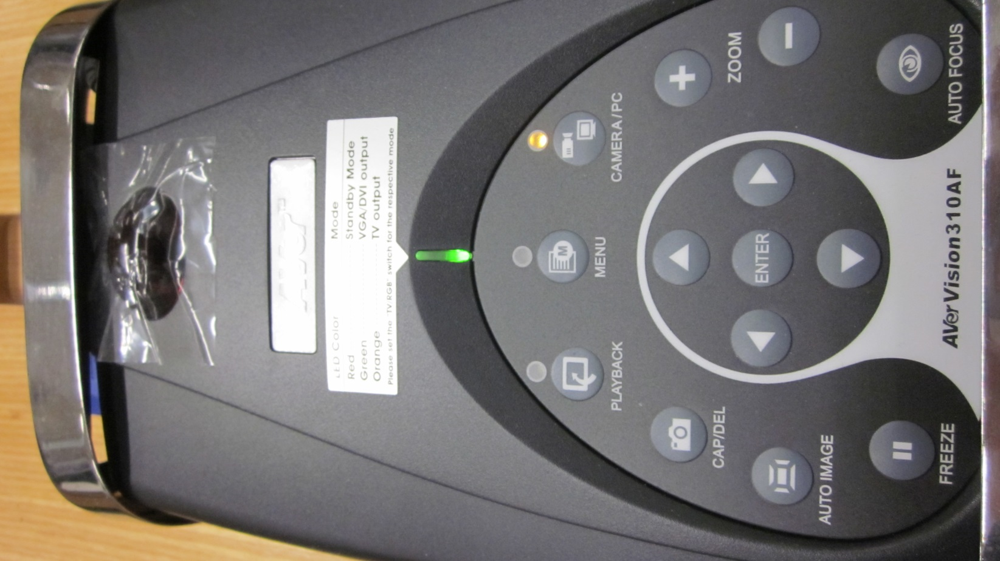 AVer™
LED Color Mode
Red Standby Mode
Green VGA/DVI output
Orange TV output
Please set the "TV-RGB" switch for the respective mode
CAMERA / PC
MENU
PLAYBACK
ZOOM
CAP/DEL
ENTER
AUTO IMAGE
AUTO FOCUS
FREEZE
AVerVision310AF